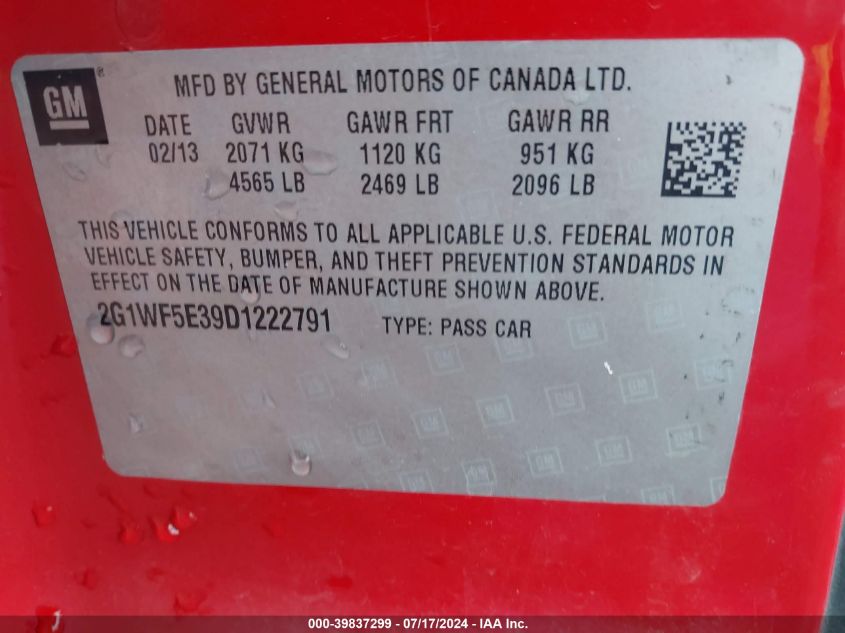 GM®
MFD BY GENERAL MOTORS OF CANADA LTD.
DATE GVWR GAWR FRT GAWR RR
02/13 2071 KG 1120 KG 951 KG
4565 LB 2469 LB 2096 LB
THIS VEHICLE CONFORMS TO ALL APPLICABLE U.S. FEDERAL MOTOR
VEHICLE SAFETY, BUMPER, AND THEFT PREVENTION STANDARDS IN
EFFECT ON THE DATE OF MANUFACTURE SHOWN ABOVE.
2G1WF5E39D1222791 TYPE: PASS CAR
000-39837299 - 07/17/2024 - IAA Inc.